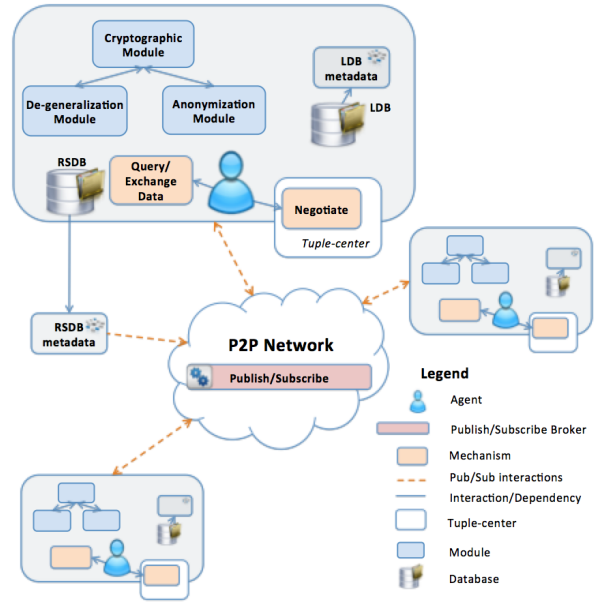 Cryptographic
Module
De-generalization
Module
Anonymization
Module
LDB
metadata
LDB
RSDB
Query/
Exchange
Data
Negotiate
Tuple-center
RSDB
metadata
P2P Network
Publish/Subscribe
Legend
Agent
Publish/Subscribe Broker
Mechanism
Pub/Sub interactions
Interaction/Dependency
Tuple-center
Module
Database